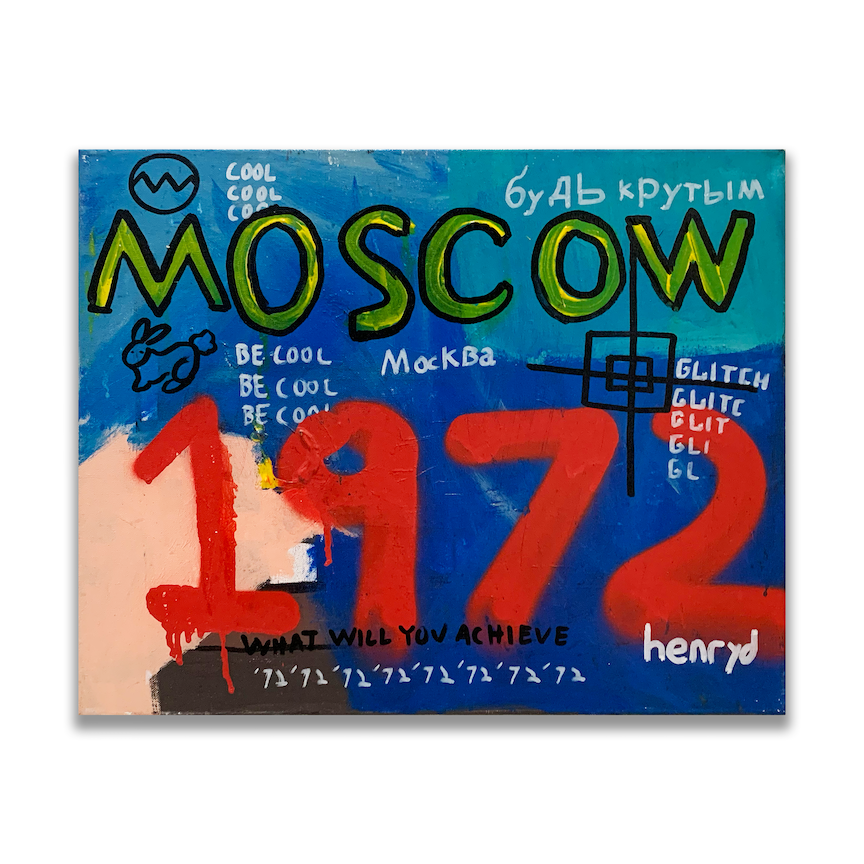 COOL
COOL
COOL
будь крутым
MOSCOW
BE COOL
BE COOL
BE COOL
Москва
GLITCH
GLITC
GLIT
GLI
GL
1972
WHAT WILL YOU ACHIEVE
henryd
'72 '72 '72 '72 '72 '72 '72 '72